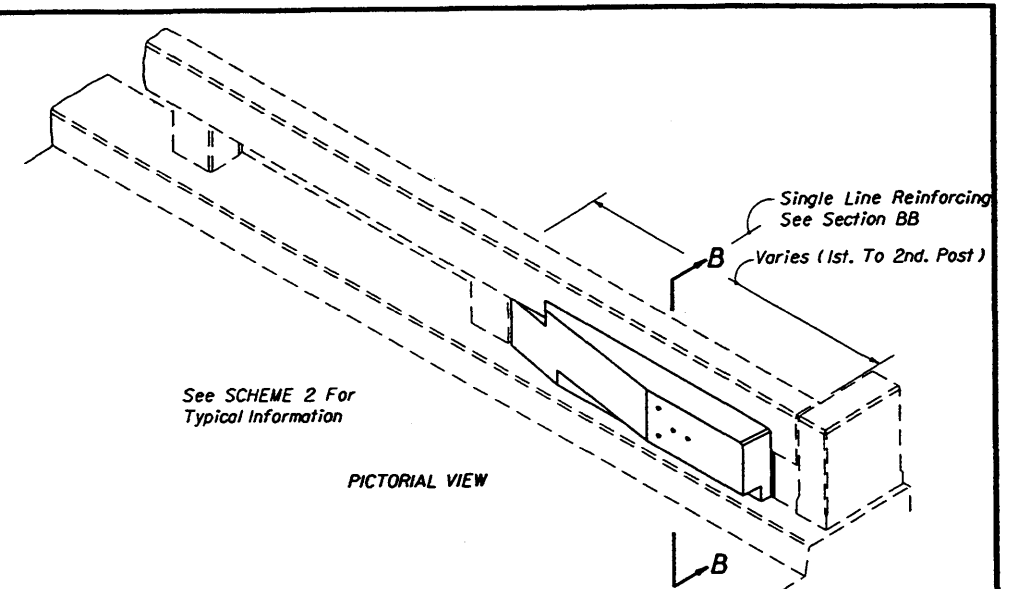 Single Line Reinforcing
See Section BB
B
Varies (1st. To 2nd. Post)
See SCHEME 2 For
Typical Information
PICTORIAL VIEW
B